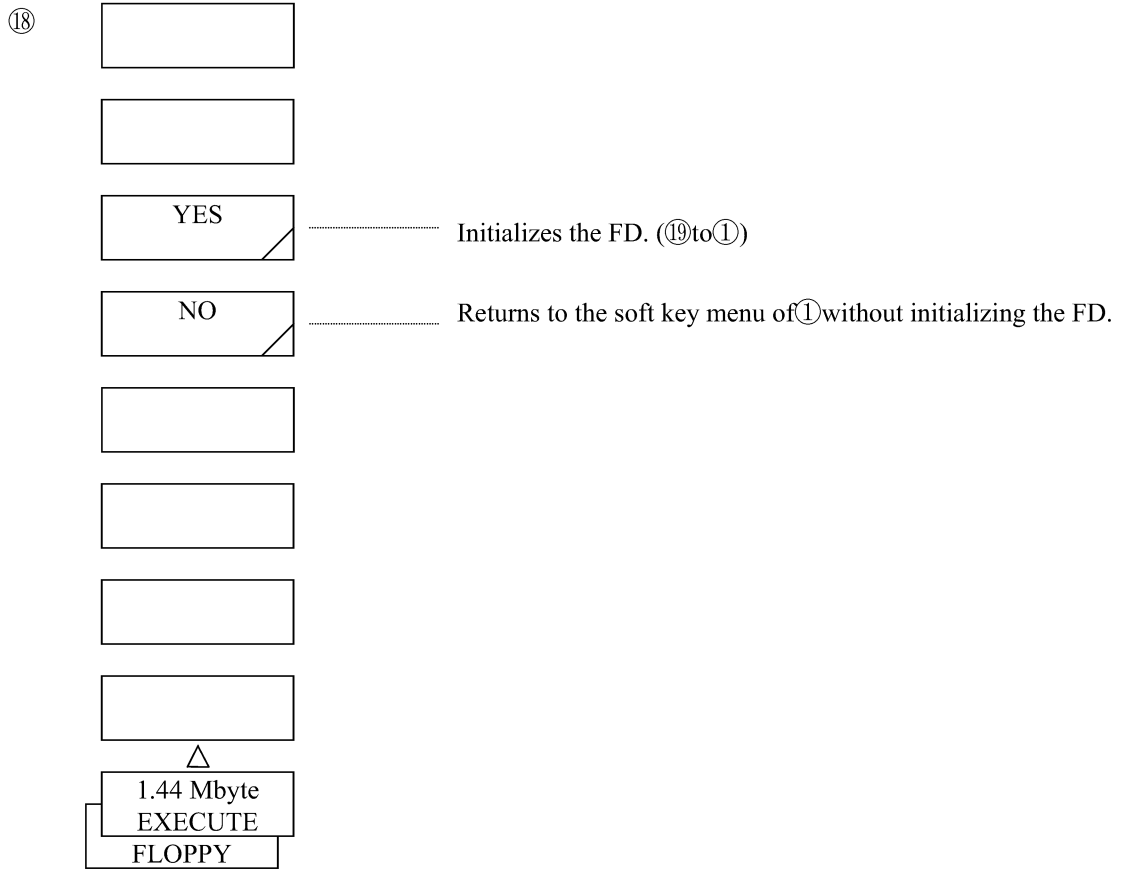 ⑱
YES
Initializes the FD. (⑲to①)
NO
Returns to the soft key menu of①without initializing the FD.
1.44 Mbyte
EXECUTE
FLOPPY